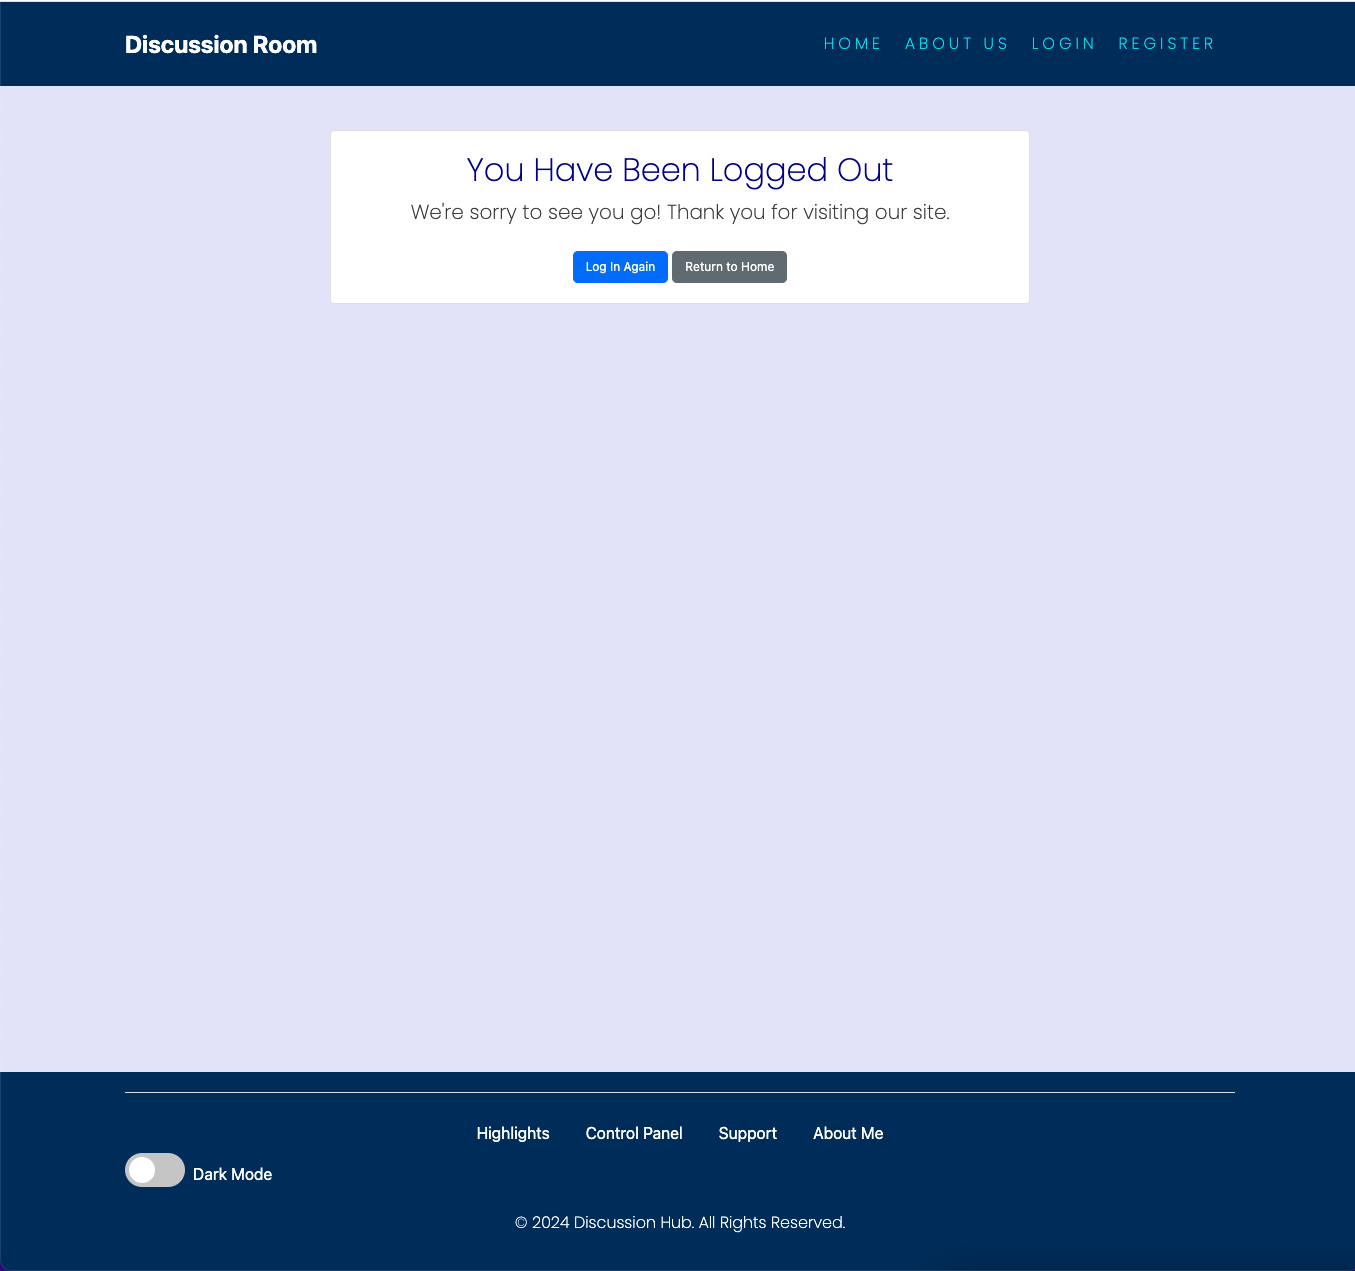 Discussion Room
HOME ABOUT US LOGIN REGISTER
You Have Been Logged Out
We're sorry to see you go! Thank you for visiting our site.
Log In Again Return to Home
Highlights Control Panel Support About Me
Dark Mode
© 2024 Discussion Hub. All Rights Reserved.